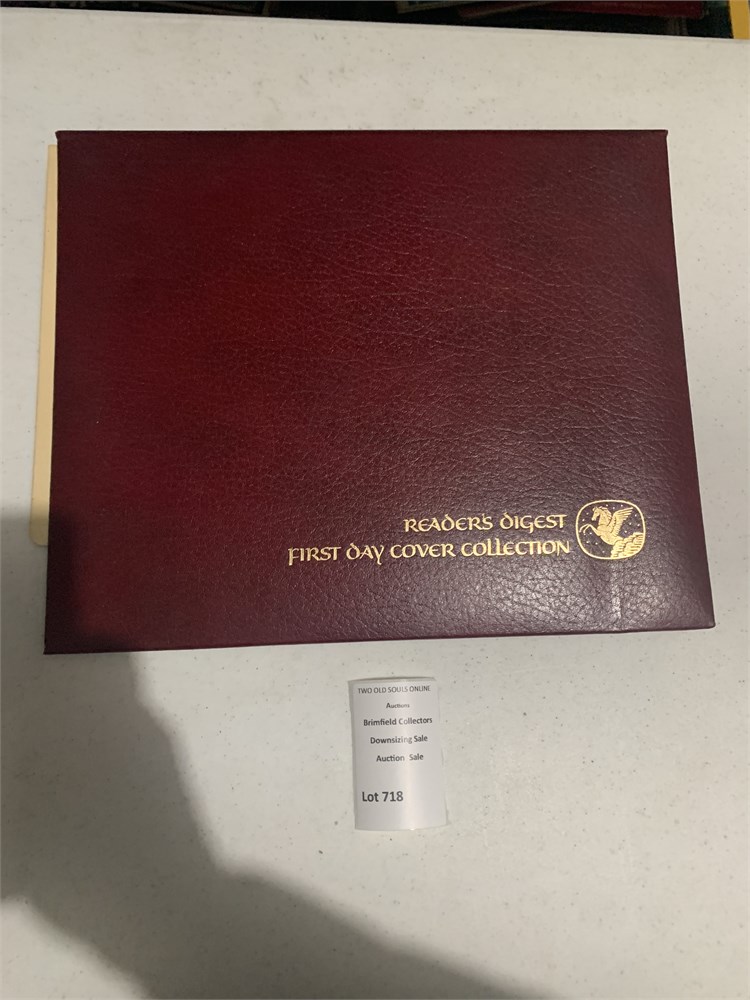 READER'S DIGEST
FIRST DAY COVER COLLECTION
TWO OLD SOULS ONLINE
Auctions
Brimfield Collectors
Downsizing Sale
Auction Sale
Lot 718